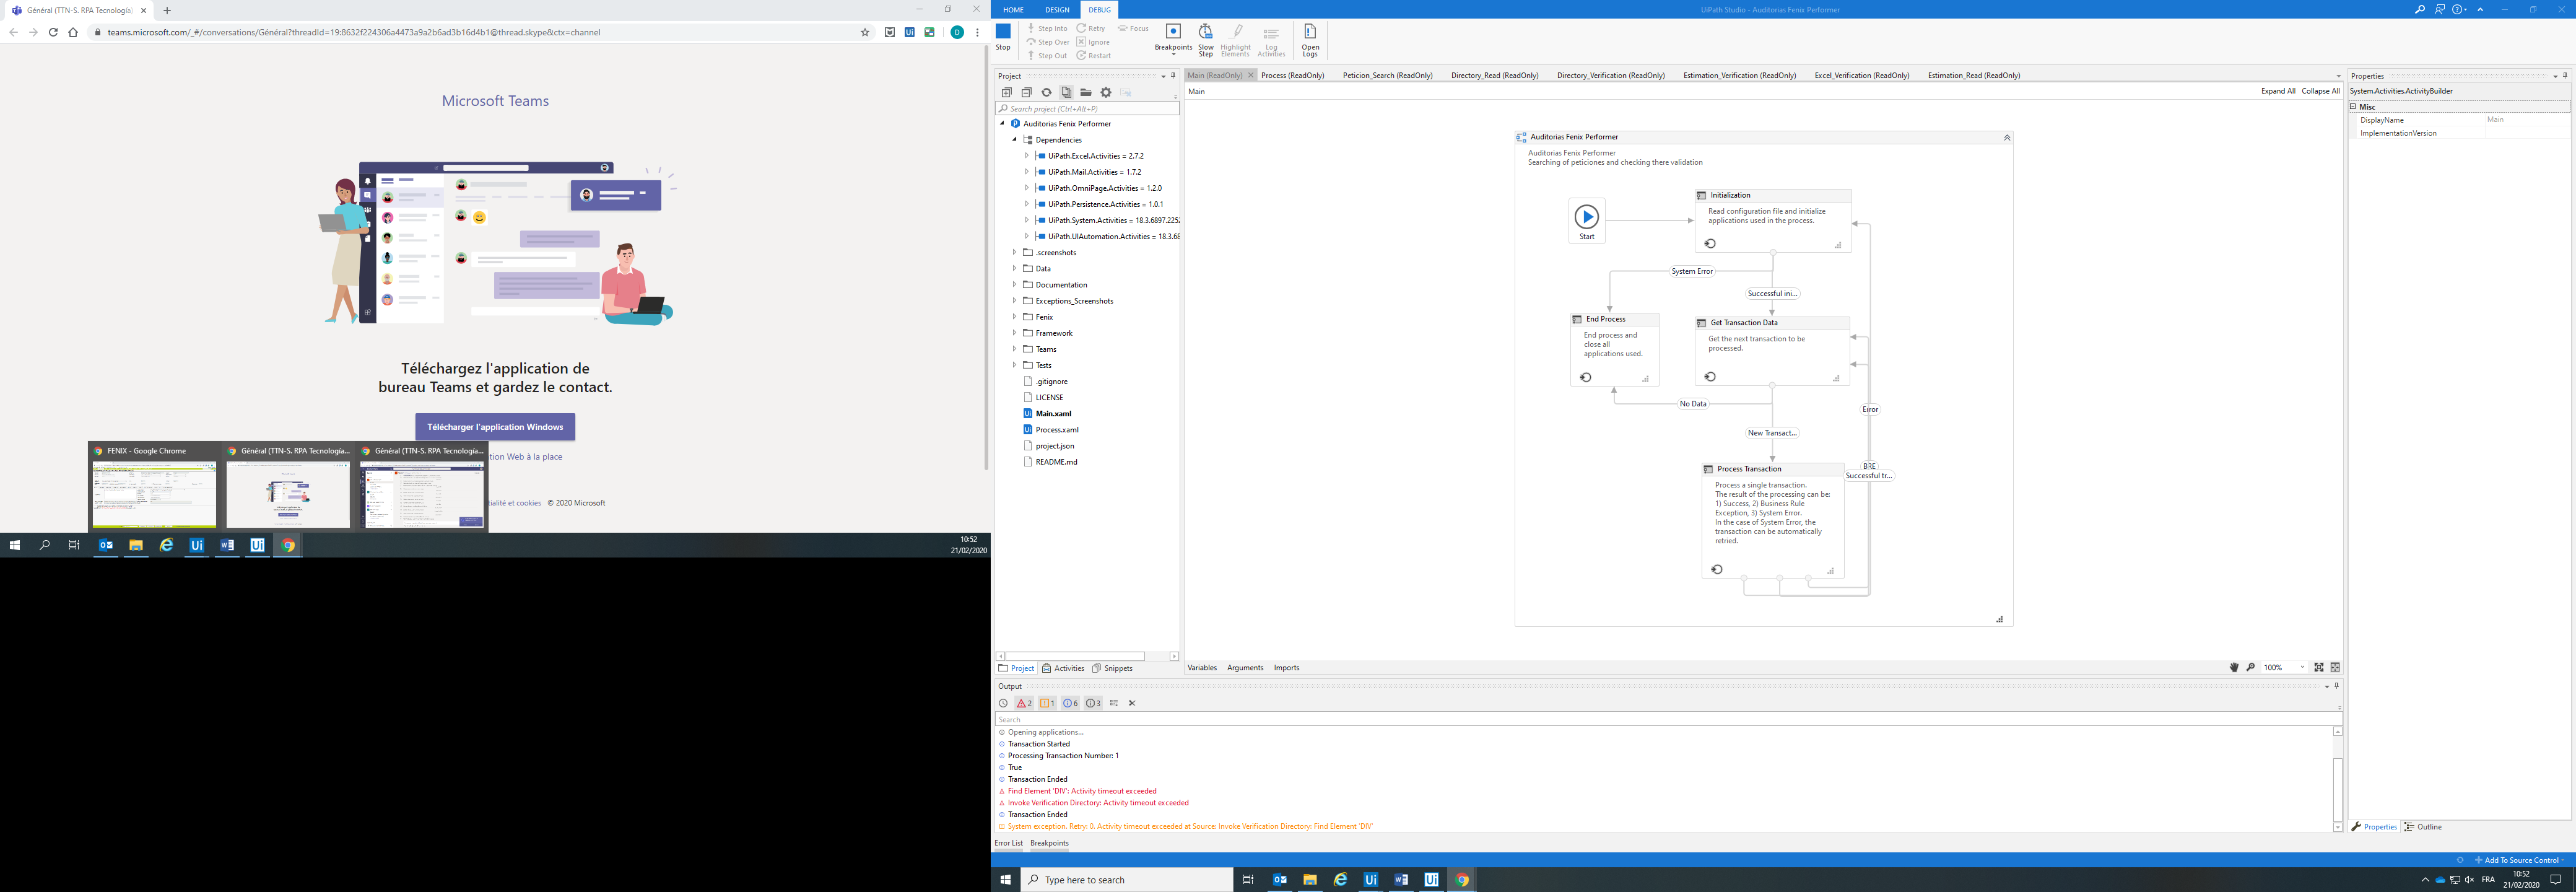 Général (TTN-S. RPA Tecnología)
teams.microsoft.com/_#/conversations/Général?threadId=19:8632f224306a4473a9a2b6ad3b16d4b1@thread.skype&ctx=channel
D
Microsoft Teams
Téléchargez l'application de
bureau Teams et gardez le contact.
Télécharger l'application Windows
ation Web à la place
FENIX - Google Chrome
Général (TTN-S. RPA Tecnología...
Général (TTN-S. RPA Tecnología...
tialité et cookies © 2020 Microsoft
10:52
21/02/2020
HOME DESIGN DEBUG
UiPath Studio - Auditorias Fenix Performer
Stop
Step Into
Step Over
Step Out
Retry
Ignore
Restart
Focus
Breakpoints
Slow Step
Highlight Elements
Log Activities
Open Logs
Project
Search project (Ctrl+Alt+P)
Auditorias Fenix Performer
Dependencies
UiPath.Excel.Activities = 2.7.2
UiPath.Mail.Activities = 1.7.2
UiPath.OmniPage.Activities = 1.2.0
UiPath.Persistence.Activities = 1.0.1
UiPath.System.Activities = 18.3.6897.2252
UiPath.UIAutomation.Activities = 18.3.68
.screenshots
Data
Documentation
Exceptions_Screenshots
Fenix
Framework
Teams
Tests
.gitignore
LICENSE
Main.xaml
Process.xaml
project.json
README.md
Project Activities Snippets
Main (ReadOnly) Process (ReadOnly) Peticion_Search (ReadOnly) Directory_Read (ReadOnly) Directory_Verification (ReadOnly) Estimation_Verification (ReadOnly) Excel_Verification (ReadOnly) Estimation_Read (ReadOnly)
Main
Expand All Collapse All
Auditorias Fenix Performer
Auditorias Fenix Performer
Searching of peticiones and checking there validation
Start
Initialization
Read configuration file and initialize
applications used in the process.
System Error
Successful ini...
End Process
End process and
close all
applications used.
Get Transaction Data
Get the next transaction to be
processed.
No Data
Error
New Transact...
BRE
Successful tr...
Process Transaction
Process a single transaction.
The result of the processing can be:
1) Success, 2) Business Rule
Exception, 3) System Error.
In the case of System Error, the
transaction can be automatically
retried.
Variables Arguments Imports
100%
Properties
System.Activities.ActivityBuilder
Misc
DisplayName Main
ImplementationVersion
Properties Outline
Output
2 1 6 3
Search
Opening applications...
Transaction Started
Processing Transaction Number: 1
True
Transaction Ended
Find Element 'DIV': Activity timeout exceeded
Invoke Verification Directory: Activity timeout exceeded
Transaction Ended
System exception. Retry: 0. Activity timeout exceeded at Source: Invoke Verification Directory: Find Element 'DIV'
Error List Breakpoints
Add To Source Control
Type here to search
FRA
10:52
21/02/2020